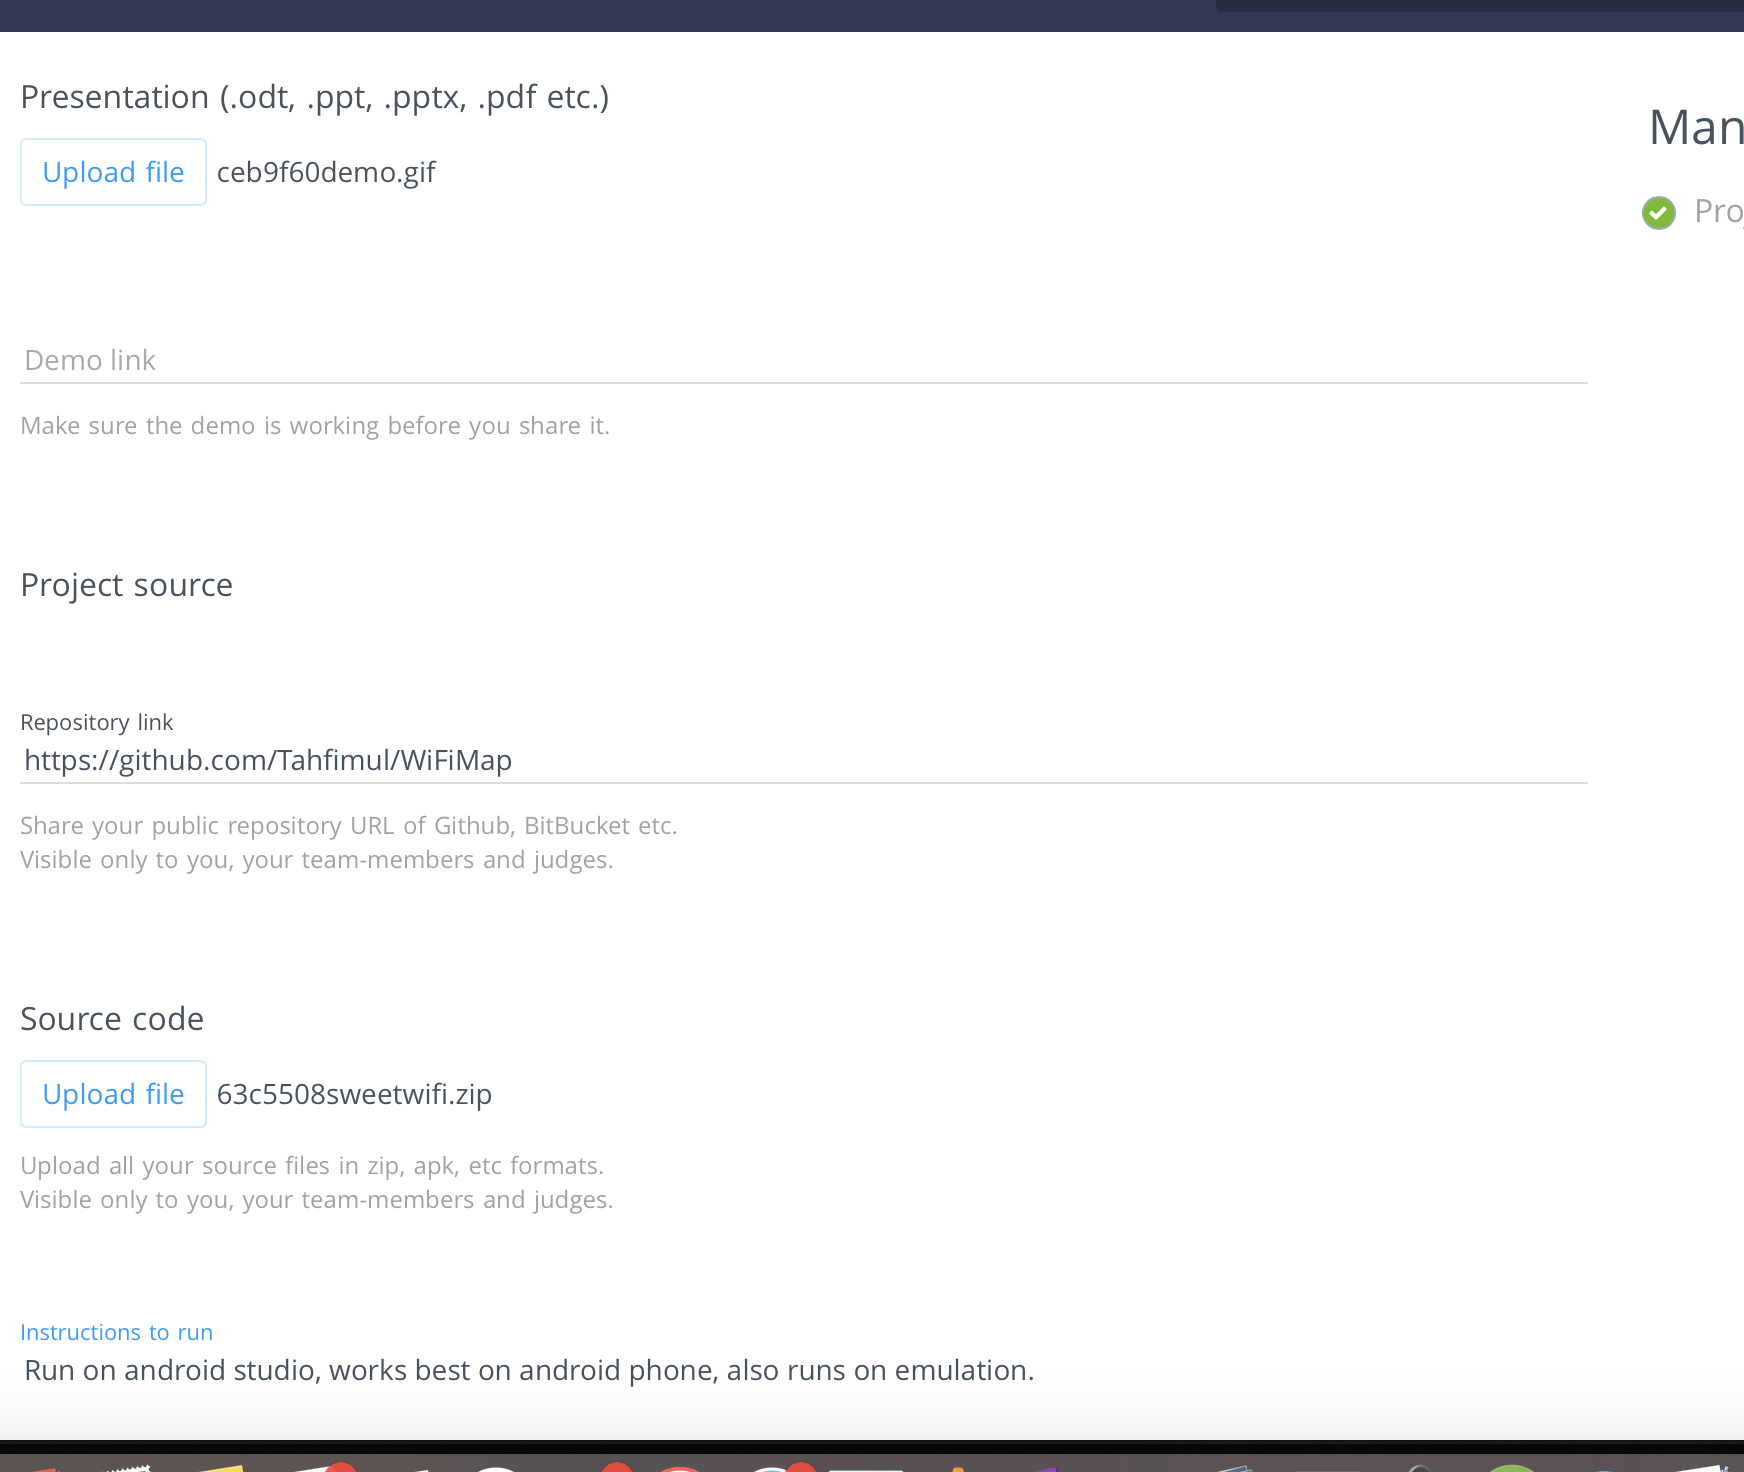 Presentation (.odt, .ppt, .pptx, .pdf etc.)
Upload file ceb9f60demo.gif
Demo link
Make sure the demo is working before you share it.
Project source
Repository link
https://github.com/Tahfimul/WiFiMap
Share your public repository URL of Github, BitBucket etc.
Visible only to you, your team-members and judges.
Source code
Upload file 63c5508sweetwifi.zip
Upload all your source files in zip, apk, etc formats.
Visible only to you, your team-members and judges.
Instructions to run
Run on android studio, works best on android phone, also runs on emulation.
Man